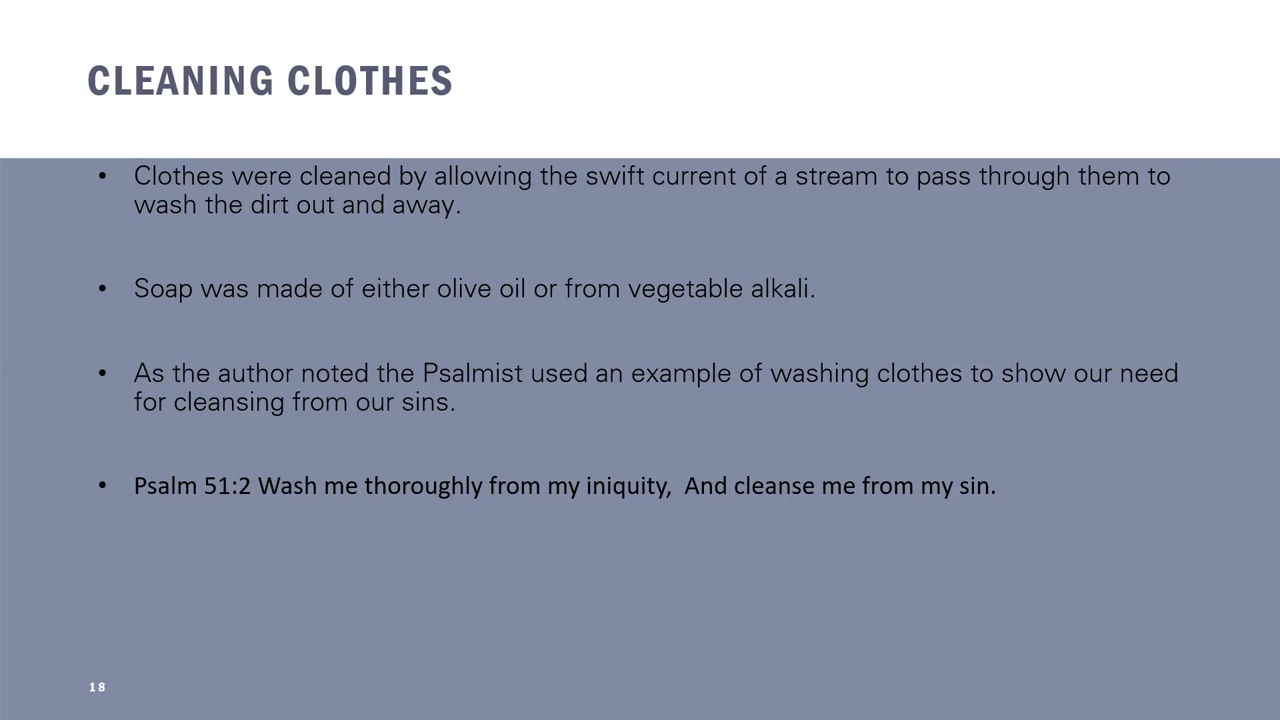 CLEANING CLOTHES
• Clothes were cleaned by allowing the swift current of a stream to pass through them to
wash the dirt out and away.
• Soap was made of either olive oil or from vegetable alkali.
• As the author noted the Psalmist used an example of washing clothes to show our need
for cleansing from our sins.
• Psalm 51:2 Wash me thoroughly from my iniquity,  And cleanse me from my sin.
18